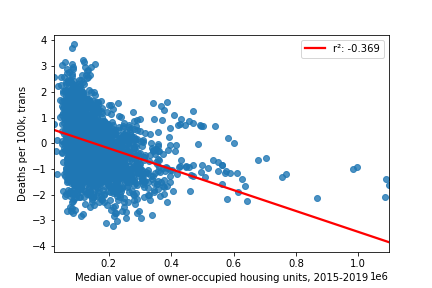 4
3
2
1
0
−1
−2
−3
−4
Deaths per 100k, trans
r²: -0.369
0.2 0.4 0.6 0.8 1.0
1e6
Median value of owner-occupied housing units, 2015-2019